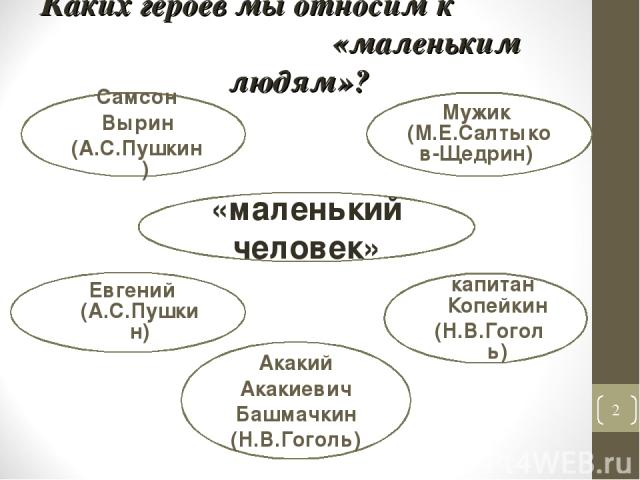 Каких героев мы относим к
«маленьким
людям»?
Самсон
Вырин
(А.С.Пушкин
)
Мужик
(М.Е.Салтыко
в-Щедрин)
«маленький
человек»
Евгений
(А.С.Пушки
н)
капитан
Копейкин
(Н.В.Гогол
ь)
Акакий
Акакиевич
Башмачкин
(Н.В.Гоголь)
2
ppt4WEB.ru